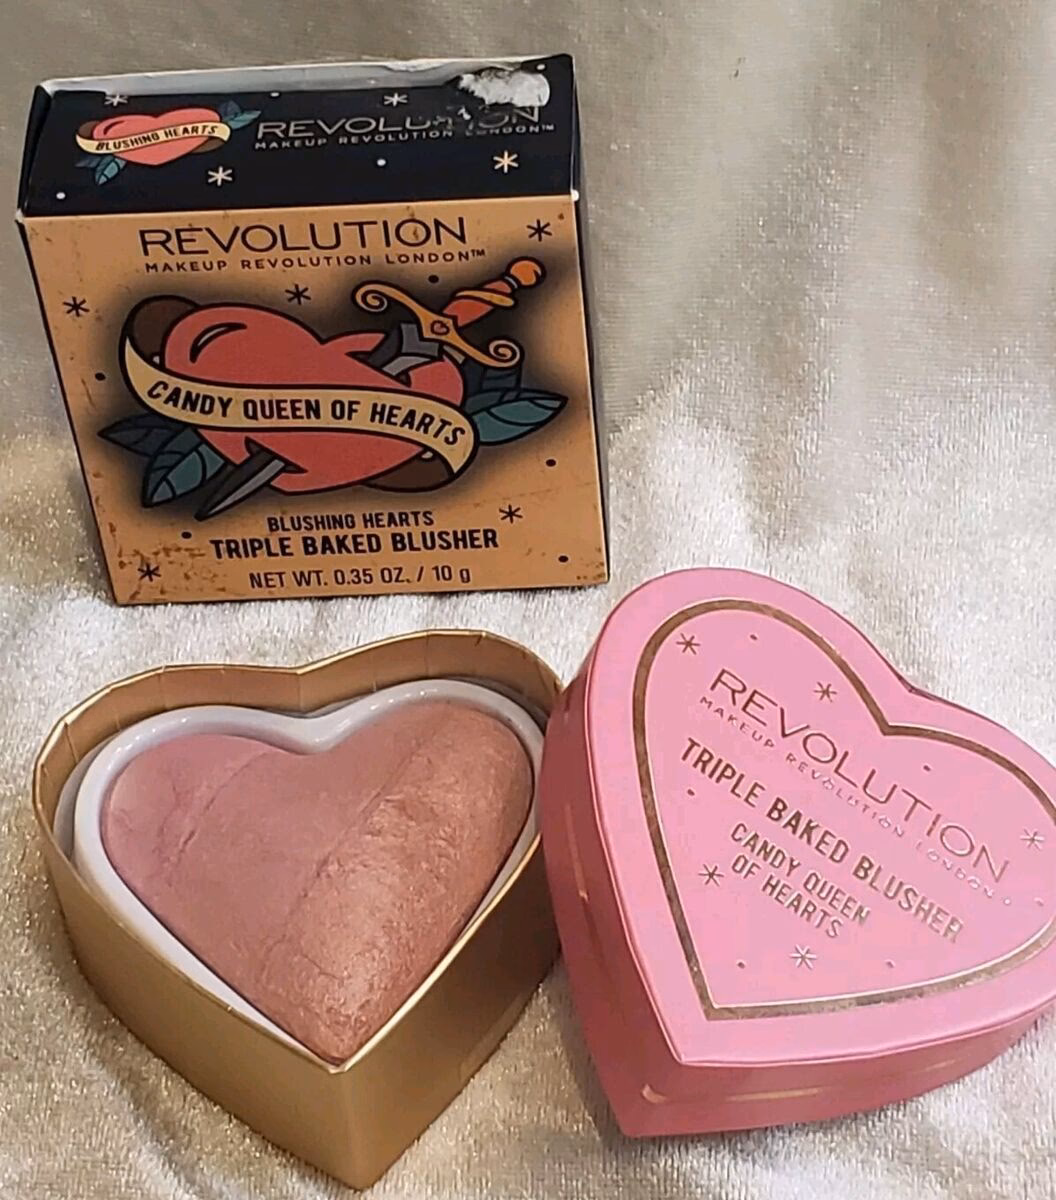 BLUSHING HEARTS
REVOLUTION
MAKEUP REVOLUTION LONDON™
REVOLUTION
MAKEUP REVOLUTION LONDON™
CANDY QUEEN OF HEARTS
BLUSHING HEARTS
TRIPLE BAKED BLUSHER
NET WT. 0.35 OZ. / 10 g
REVOLUTION
MAKEUP REVOLUTION LONDON
TRIPLE BAKED BLUSHER
CANDY QUEEN
OF HEARTS